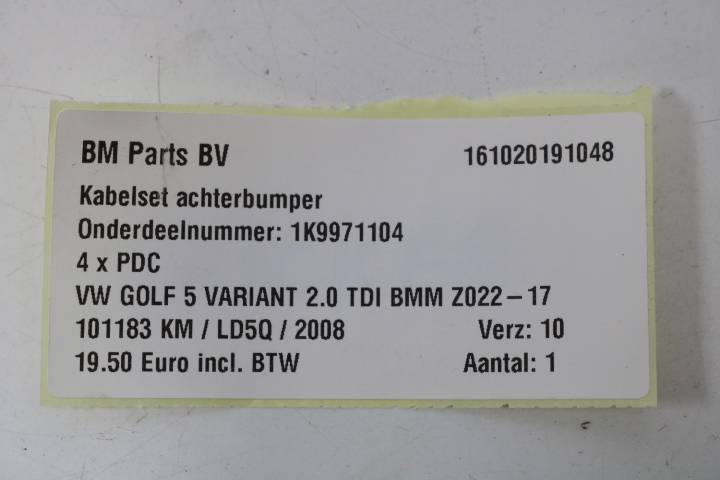 BM Parts BV 161020191048
Kabelset achterbumper
Onderdeelnummer: 1K9971104
4 x PDC
VW GOLF 5 VARIANT 2.0 TDI BMM Z022-17
101183 KM / LD5Q / 2008 Verz: 10
19.50 Euro incl. BTW Aantal: 1